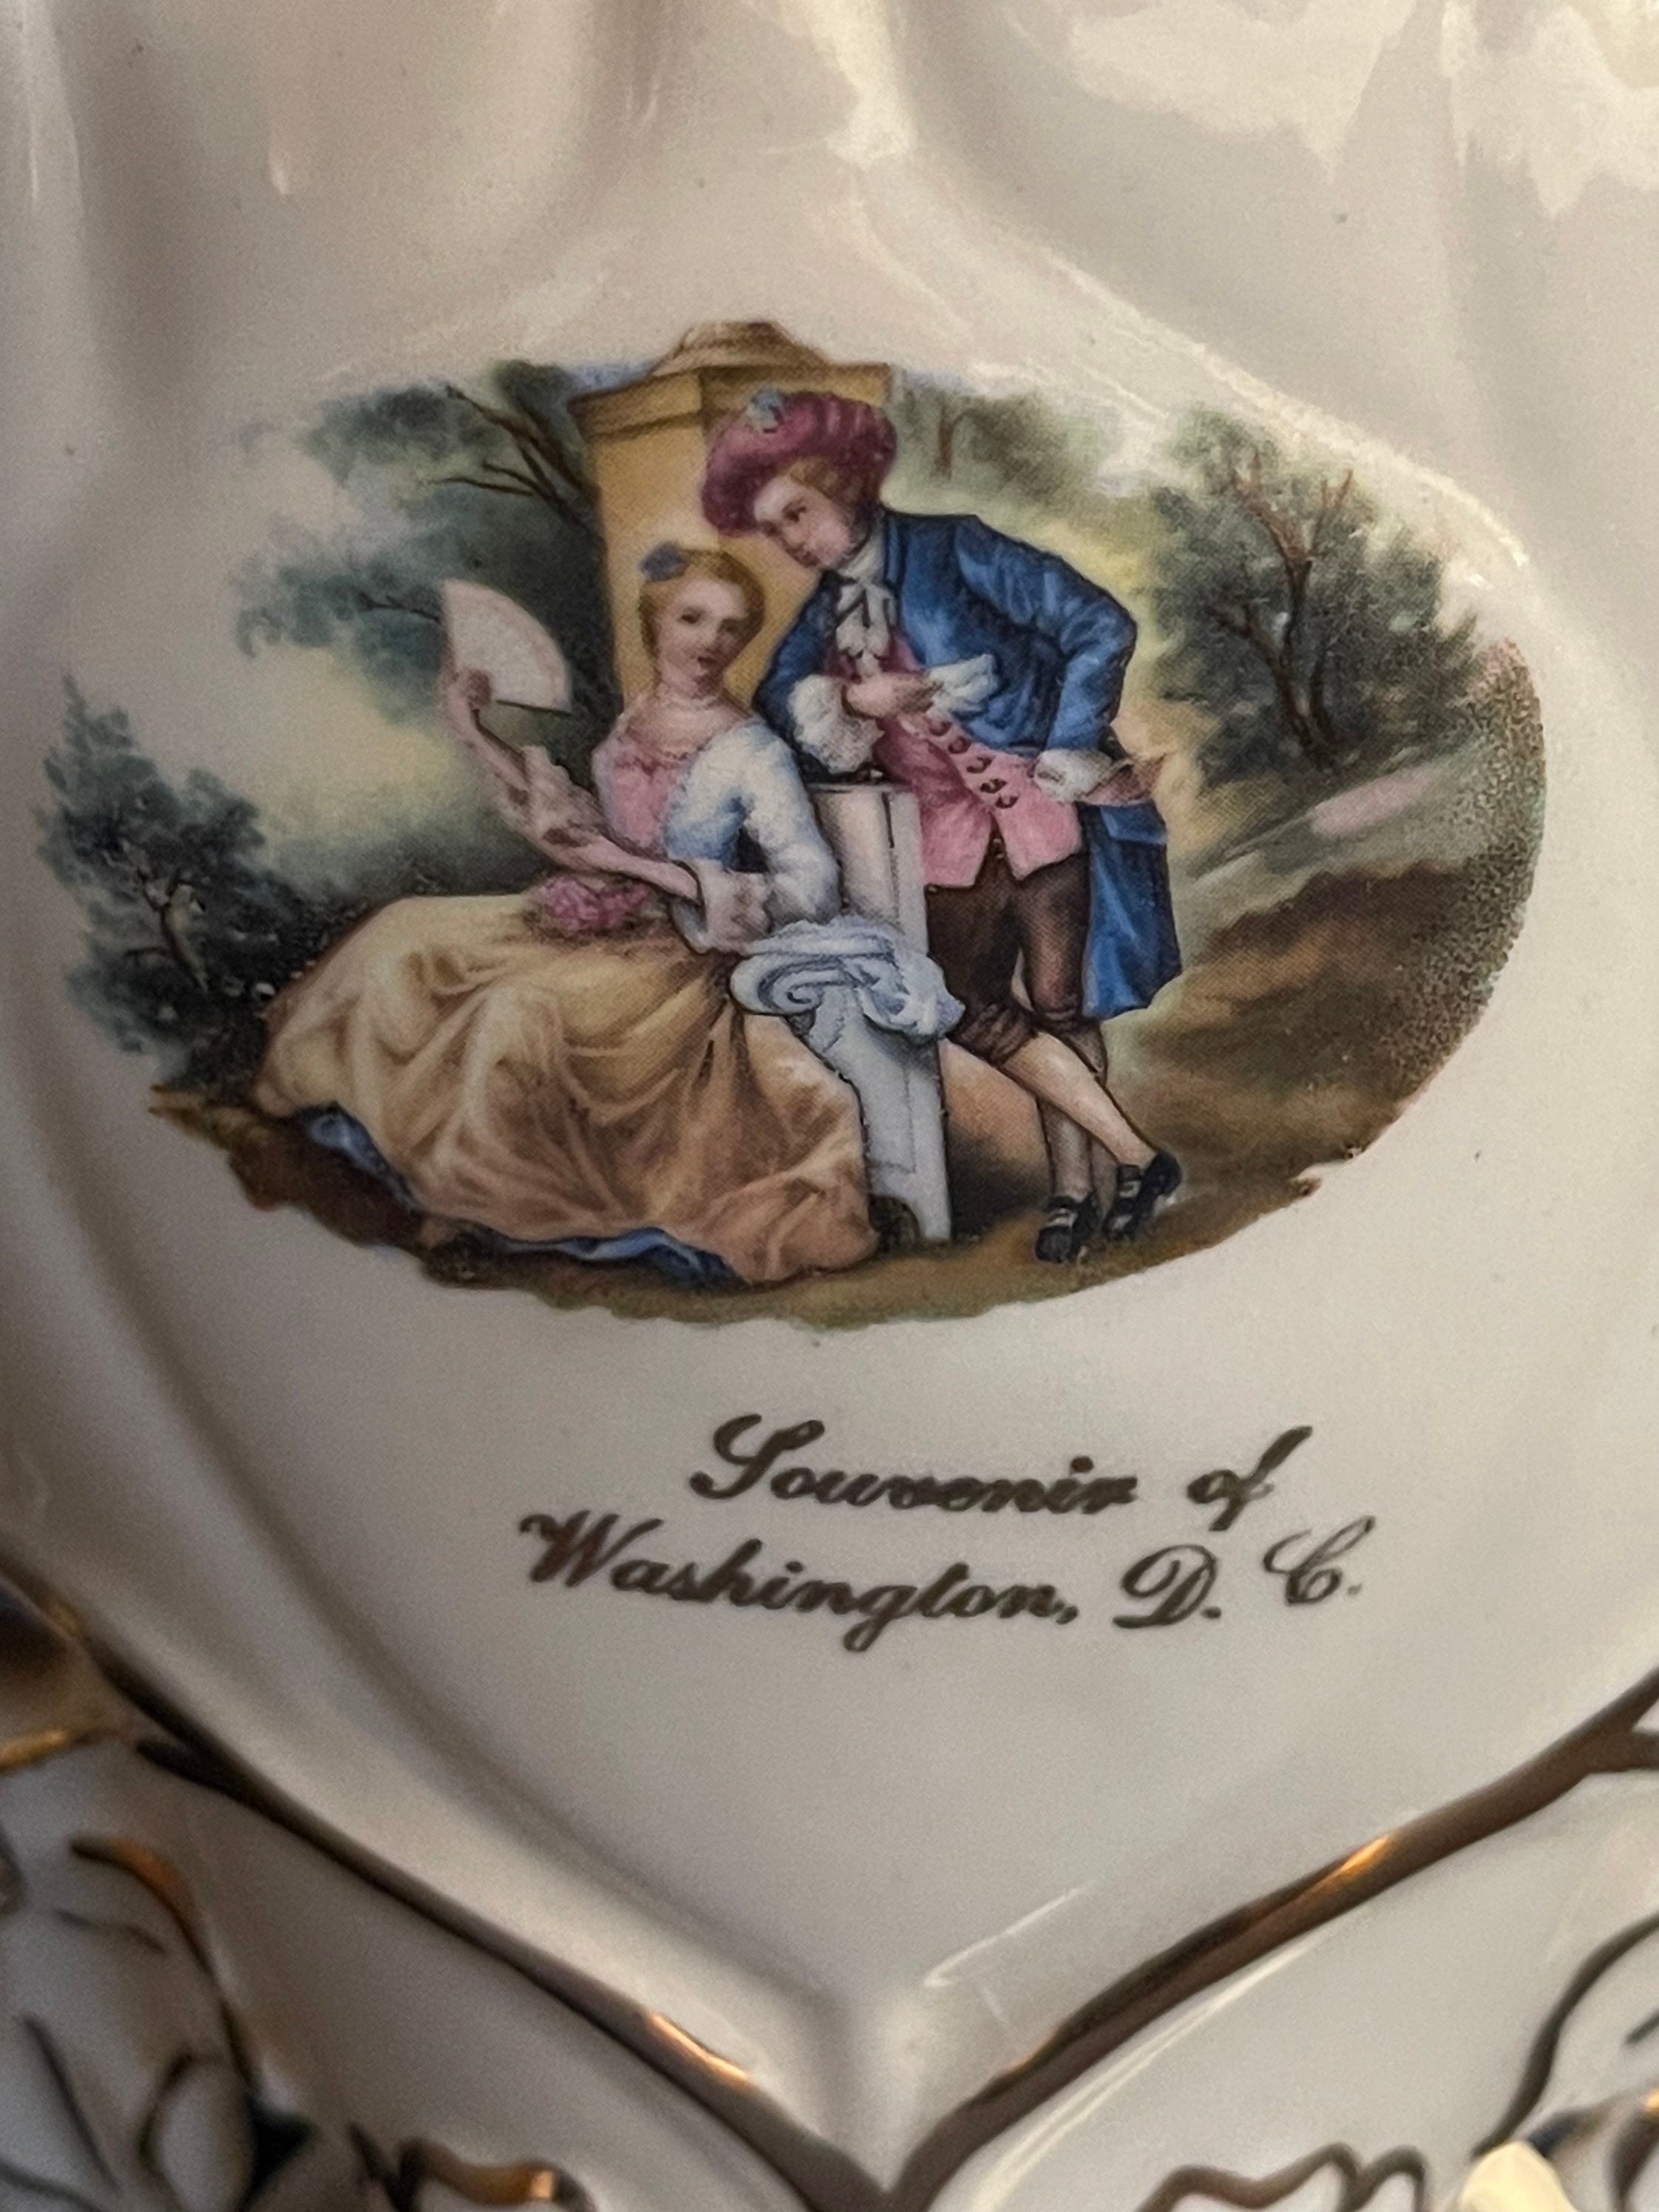 Souvenir of
Washington, D. C.